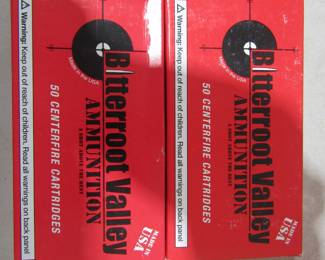 ⚠ Warning: Keep out of reach of children. Read all warnings on back panel
Made in the USA
Bitterroot Valley
AMMUNITION
A SHOT ABOVE THE REST
50 CENTERFIRE CARTRIDGES
MADE IN
USA
⚠ Warning: Keep out of reach of children. Read all warnings on back panel
Made in the USA
Bitterroot Valley
AMMUNITION
A SHOT ABOVE THE REST
50 CENTERFIRE CARTRIDGES
MADE IN
USA